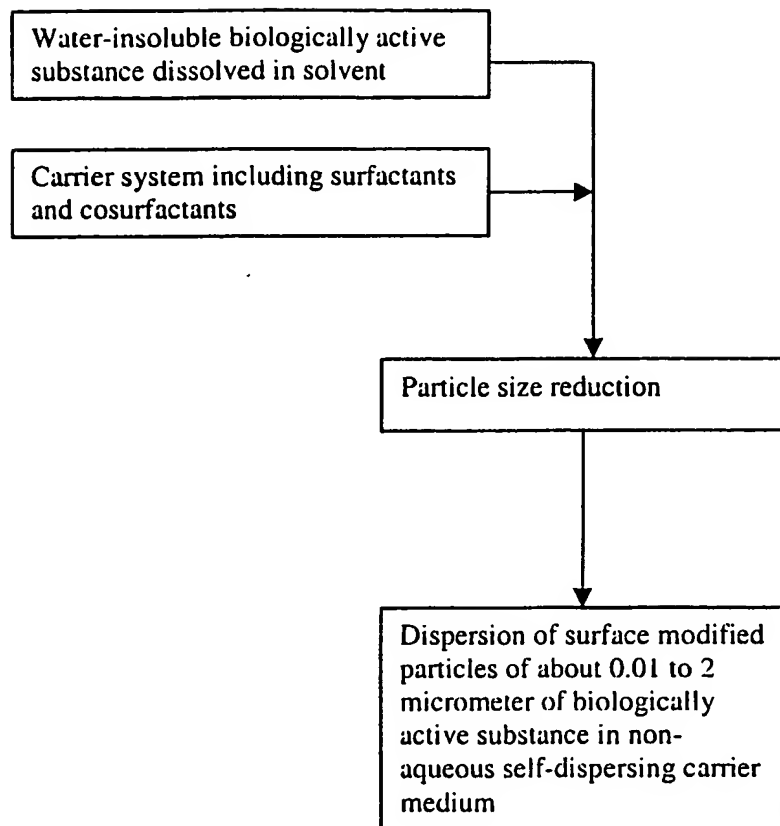 Water-insoluble biologically active
substance dissolved in solvent
Carrier system including surfactants
and cosurfactants
Particle size reduction
Dispersion of surface modified
particles of about 0.01 to 2
micrometer of biologically
active substance in non-
aqueous self-dispersing carrier
medium